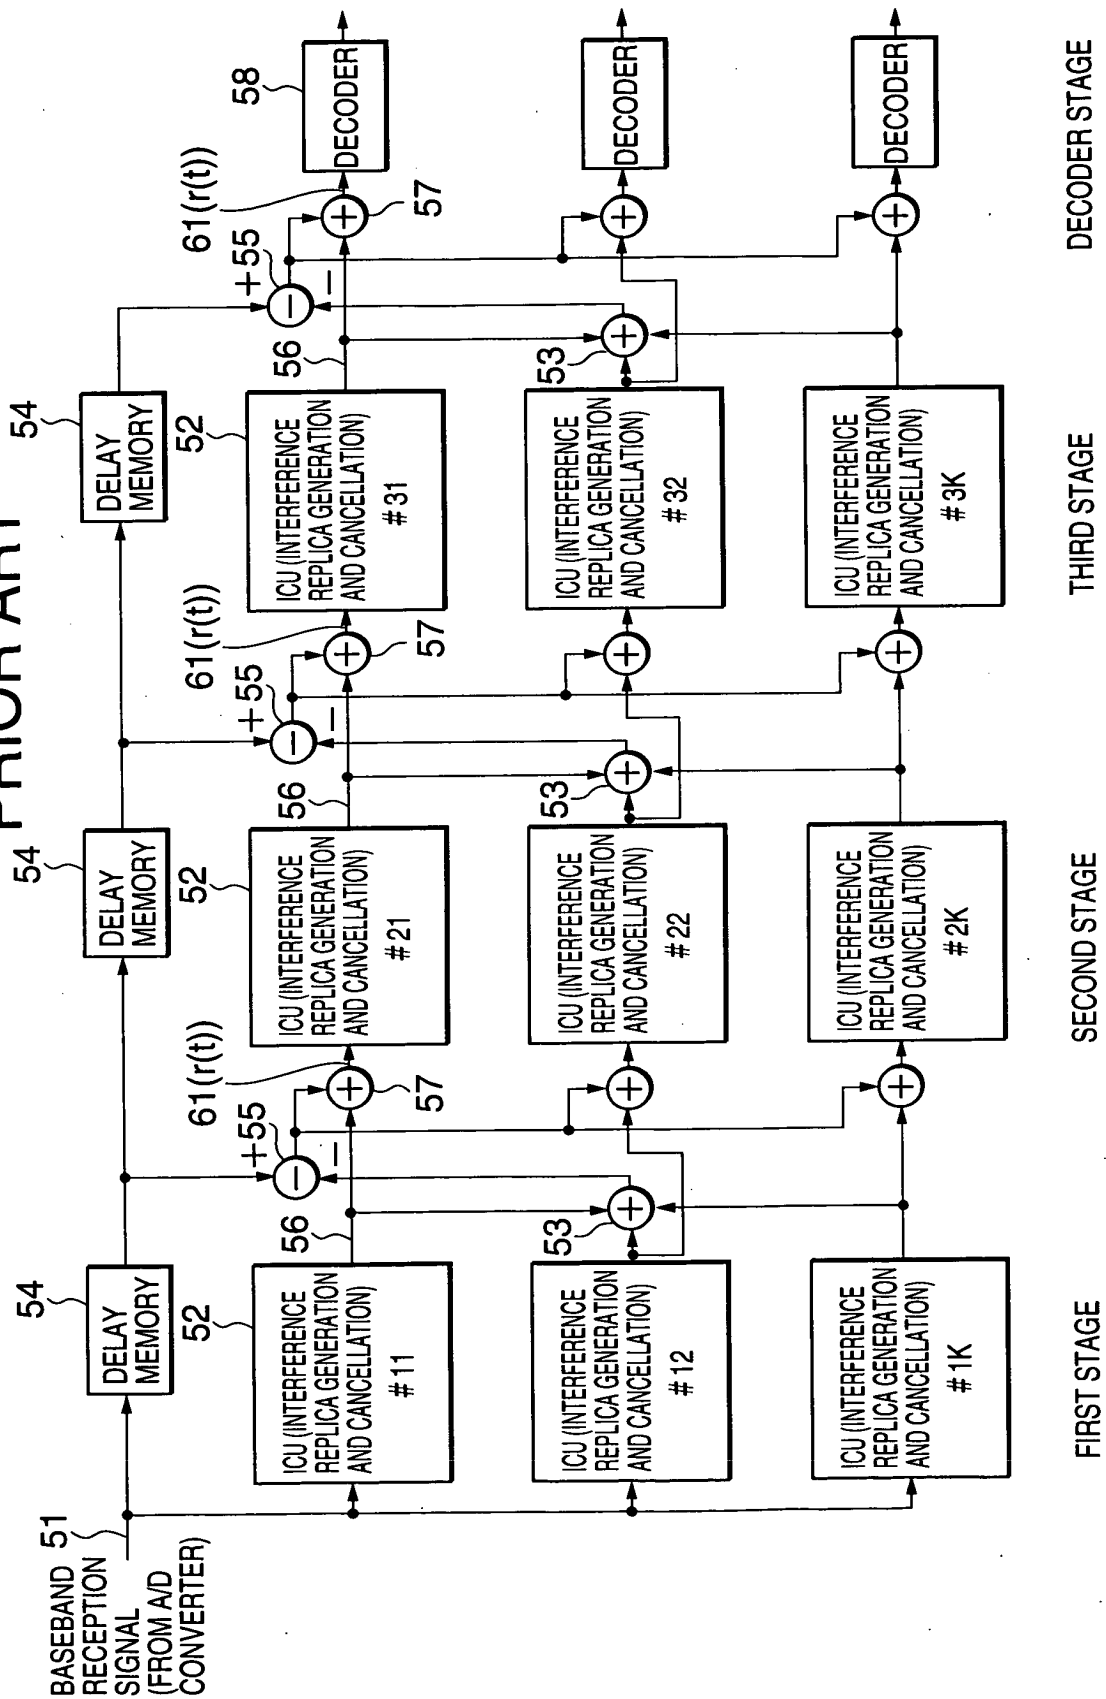 PRIOR ART
BASEBAND
RECEPTION
SIGNAL
(FROM A/D
CONVERTER)
51
54
DELAY
MEMORY
54
DELAY
MEMORY
54
DELAY
MEMORY
52
ICU (INTERFERENCE
REPLICA GENERATION
AND CANCELLATION)
#11
56
+
55
−
−
61(r(t))
+
57
52
ICU (INTERFERENCE
REPLICA GENERATION
AND CANCELLATION)
#21
56
+
55
−
−
61(r(t))
+
57
52
ICU (INTERFERENCE
REPLICA GENERATION
AND CANCELLATION)
#31
56
+
55
−
−
61(r(t))
+
57
58
DECODER
ICU (INTERFERENCE
REPLICA GENERATION
AND CANCELLATION)
#12
53
+
+
ICU (INTERFERENCE
REPLICA GENERATION
AND CANCELLATION)
#22
53
+
+
ICU (INTERFERENCE
REPLICA GENERATION
AND CANCELLATION)
#32
53
+
+
DECODER
ICU (INTERFERENCE
REPLICA GENERATION
AND CANCELLATION)
#1K
+
ICU (INTERFERENCE
REPLICA GENERATION
AND CANCELLATION)
#2K
+
ICU (INTERFERENCE
REPLICA GENERATION
AND CANCELLATION)
#3K
+
DECODER
FIRST STAGE
SECOND STAGE
THIRD STAGE
DECODER STAGE